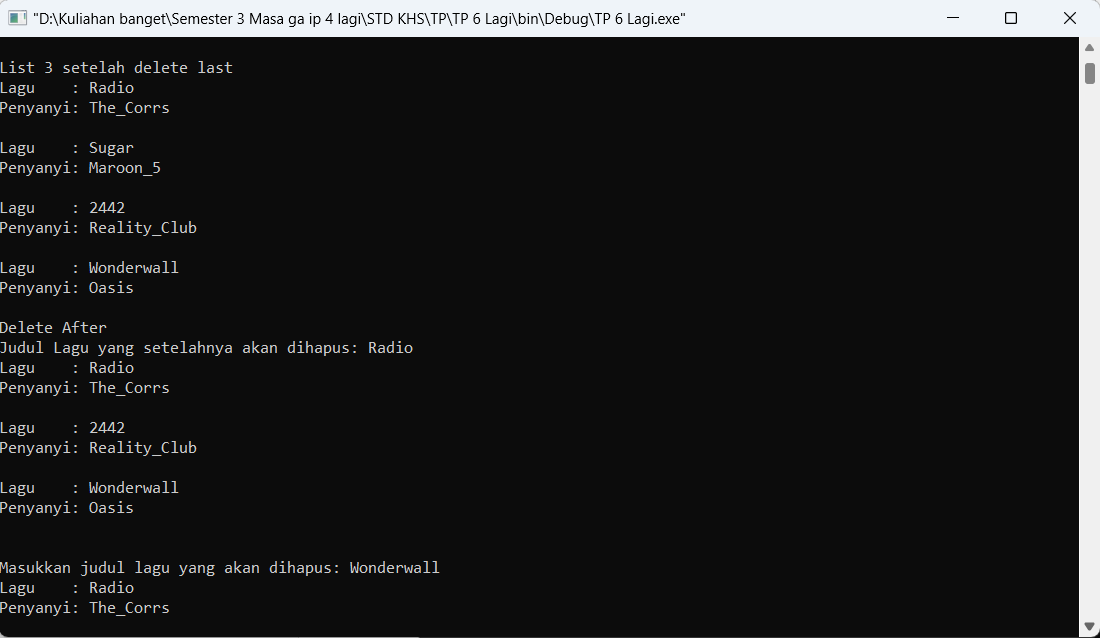 "D:\Kuliahan banget\Semester 3 Masa ga ip 4 lagi\STD KHS\TP\TP 6 Lagi\bin\Debug\TP 6 Lagi.exe"
List 3 setelah delete last
Lagu    : Radio
Penyanyi: The_Corrs
Lagu    : Sugar
Penyanyi: Maroon_5
Lagu    : 2442
Penyanyi: Reality_Club
Lagu    : Wonderwall
Penyanyi: Oasis
Delete After
Judul Lagu yang setelahnya akan dihapus: Radio
Lagu    : Radio
Penyanyi: The_Corrs
Lagu    : 2442
Penyanyi: Reality_Club
Lagu    : Wonderwall
Penyanyi: Oasis
Masukkan judul lagu yang akan dihapus: Wonderwall
Lagu    : Radio
Penyanyi: The_Corrs